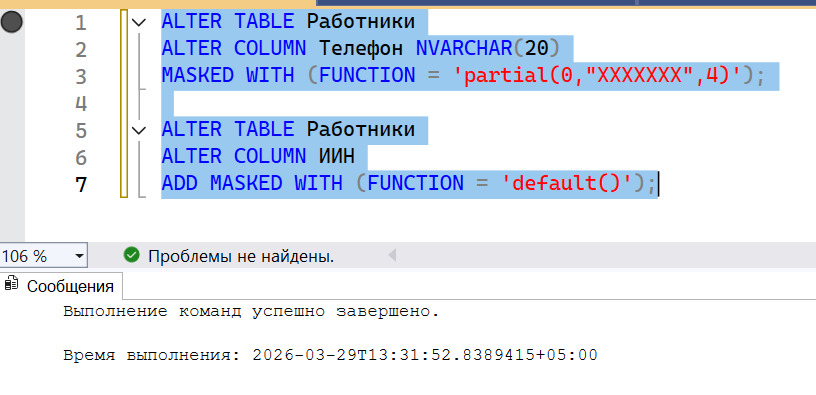 1 ALTER TABLE Работники
2 ALTER COLUMN Телефон NVARCHAR(20)
3 MASKED WITH (FUNCTION = 'partial(0,"XXXXXXX",4)');
4
5 ALTER TABLE Работники
6 ALTER COLUMN ИИН
7 ADD MASKED WITH (FUNCTION = 'default()');
106 % Проблемы не найдены.
Сообщения
Выполнение команд успешно завершено.
Время выполнения: 2026-03-29T13:31:52.8389415+05:00